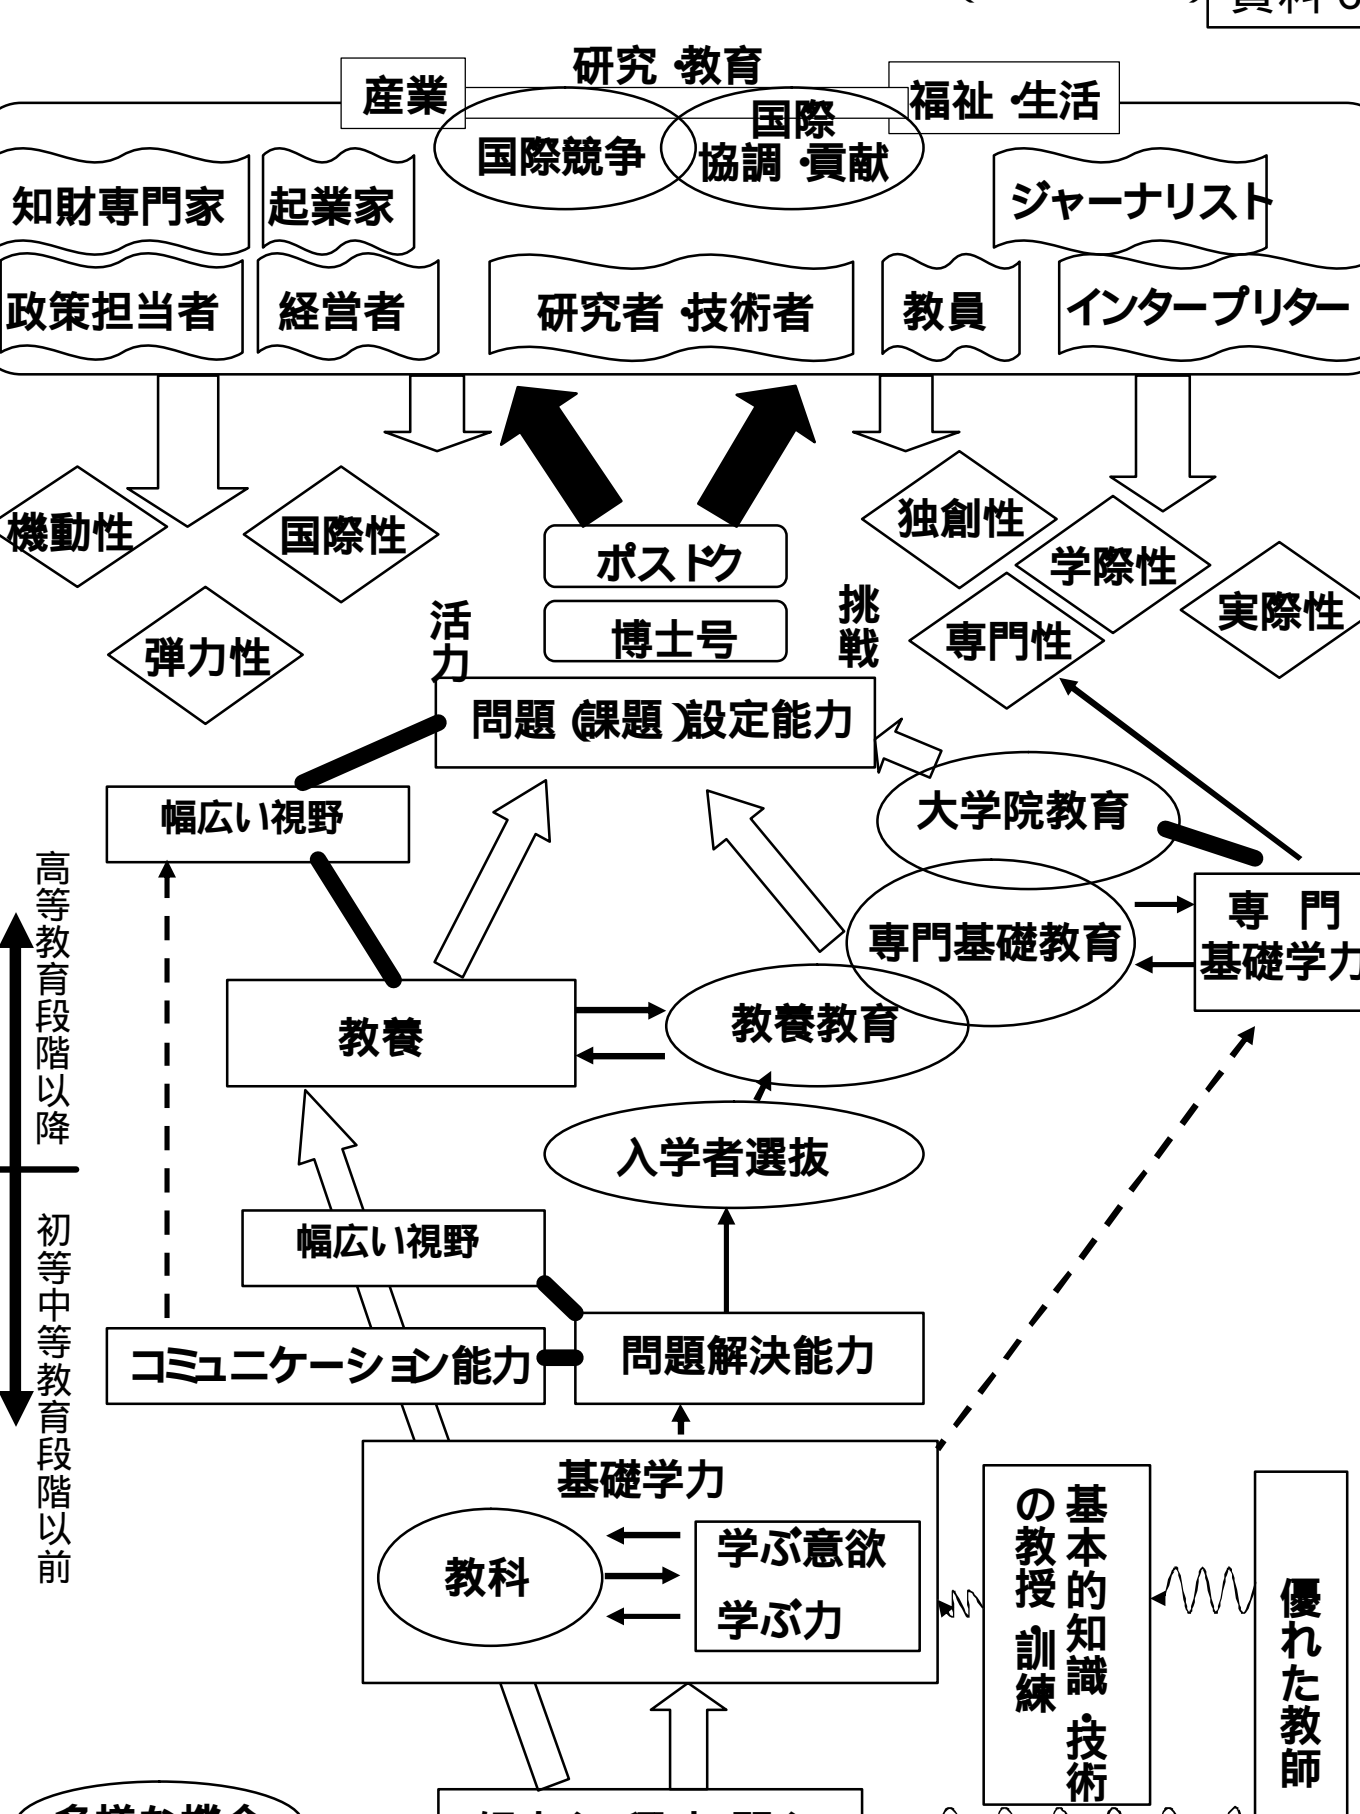 資料
研究・教育
産業
福祉・生活
国際競争
国際
協調・貢献
知財専門家
起業家
ジャーナリスト
政策担当者
経営者
研究者・技術者
教員
インタープリター
機動性
国際性
独創性
学際性
実際性
弾力性
専門性
ポスドク
博士号
活力
挑戦
問題(課題)設定能力
幅広い視野
大学院教育
専門基礎教育
専 門
基礎学力
高等教育段階以降
教養
教養教育
入学者選抜
幅広い視野
初等中等教育段階以前
コミュニケーション能力
問題解決能力
基礎学力
教科
学ぶ意欲
学ぶ力
基本的知識・技術
の教授・訓練
優れた教師
多様な機会